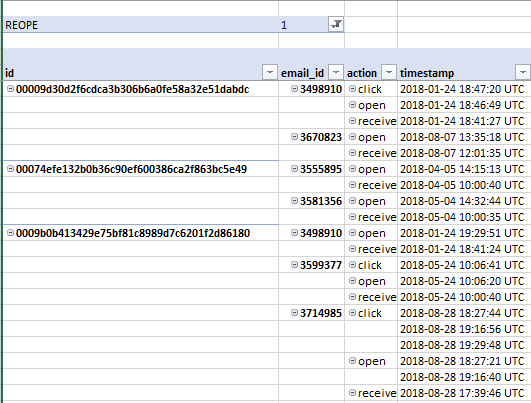 REOPE 1
id email_id action timestamp
00009d30d2f6cdca3b306b6a0fe58a32e51dabdc 3498910 click 2018-01-24 18:47:20 UTC
open 2018-01-24 18:46:49 UTC
receive 2018-01-24 18:41:27 UTC
3670823 open 2018-08-07 13:35:18 UTC
receive 2018-08-07 12:01:35 UTC
00074efe132b0b36c90ef600386ca2f863bc5e49 3555895 open 2018-04-05 14:15:13 UTC
receive 2018-04-05 10:00:40 UTC
3581356 open 2018-05-04 14:32:44 UTC
receive 2018-05-04 10:00:35 UTC
0009b0b413429e75bf81c8989d7c6201f2d86180 3498910 open 2018-01-24 19:29:51 UTC
receive 2018-01-24 18:41:24 UTC
3599377 click 2018-05-24 10:06:41 UTC
open 2018-05-24 10:06:20 UTC
receive 2018-05-24 10:00:40 UTC
3714985 click 2018-08-28 18:27:44 UTC
2018-08-28 19:16:56 UTC
2018-08-28 19:29:48 UTC
open 2018-08-28 18:27:21 UTC
2018-08-28 19:16:40 UTC
receive 2018-08-28 17:39:46 UTC